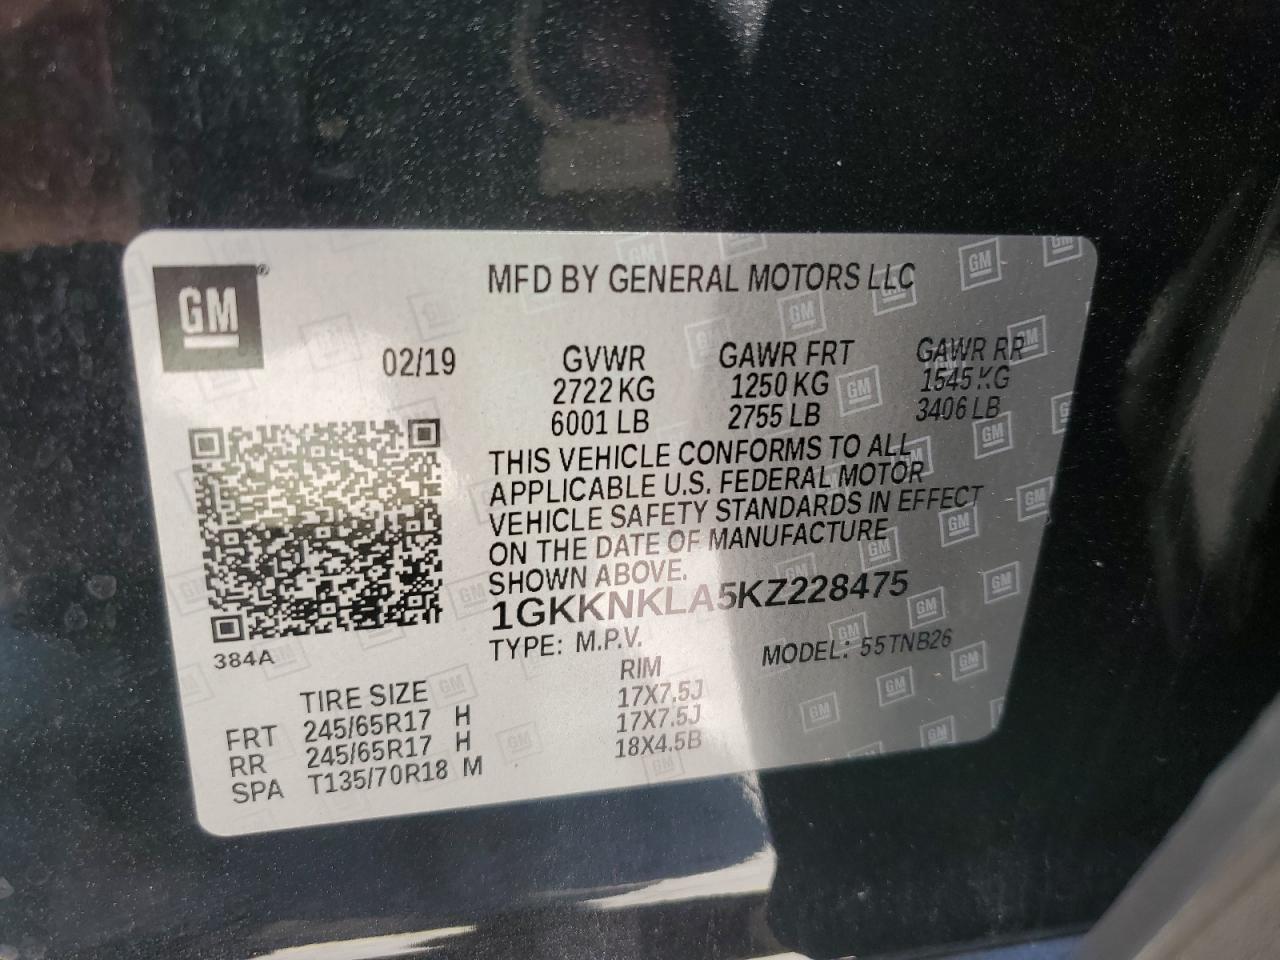 GM®
MFD BY GENERAL MOTORS LLC
02/19 GVWR GAWR FRT GAWR RR
2722 KG 1250 KG 1545 KG
6001 LB 2755 LB 3406 LB
THIS VEHICLE CONFORMS TO ALL
APPLICABLE U.S. FEDERAL MOTOR
VEHICLE SAFETY STANDARDS IN EFFECT
ON THE DATE OF MANUFACTURE
SHOWN ABOVE.
1GKKNKLA5KZ228475
TYPE: M.P.V. MODEL: 55TNB26
384A
TIRE SIZE RIM
FRT 245/65R17 H 17X7.5J
RR 245/65R17 H 17X7.5J
SPA T135/70R18 M 18X4.5B